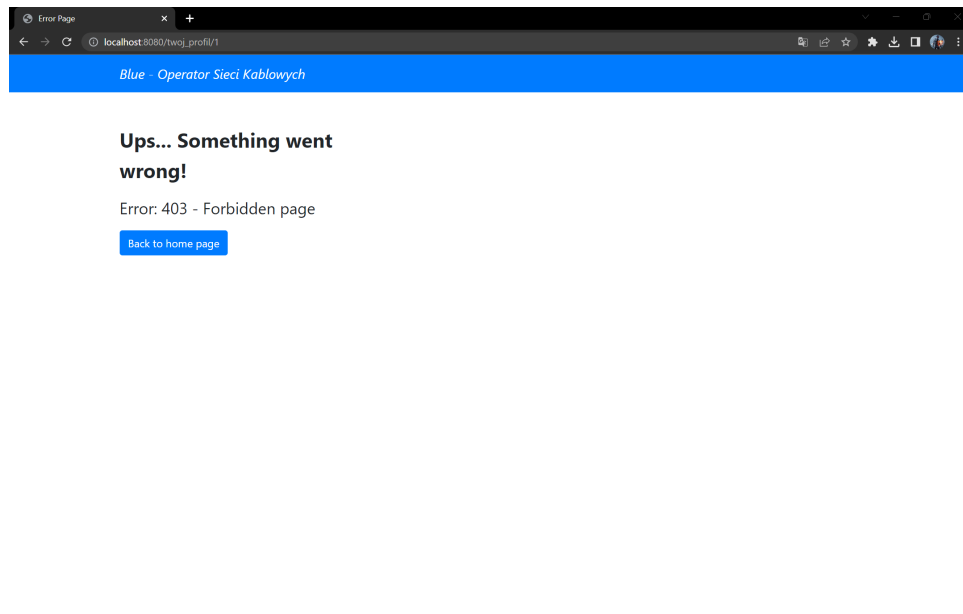 Error Page
localhost:8080/twoj_profil/1
Blue - Operator Sieci Kablowych
Ups... Something went
wrong!
Error: 403 - Forbidden page
Back to home page